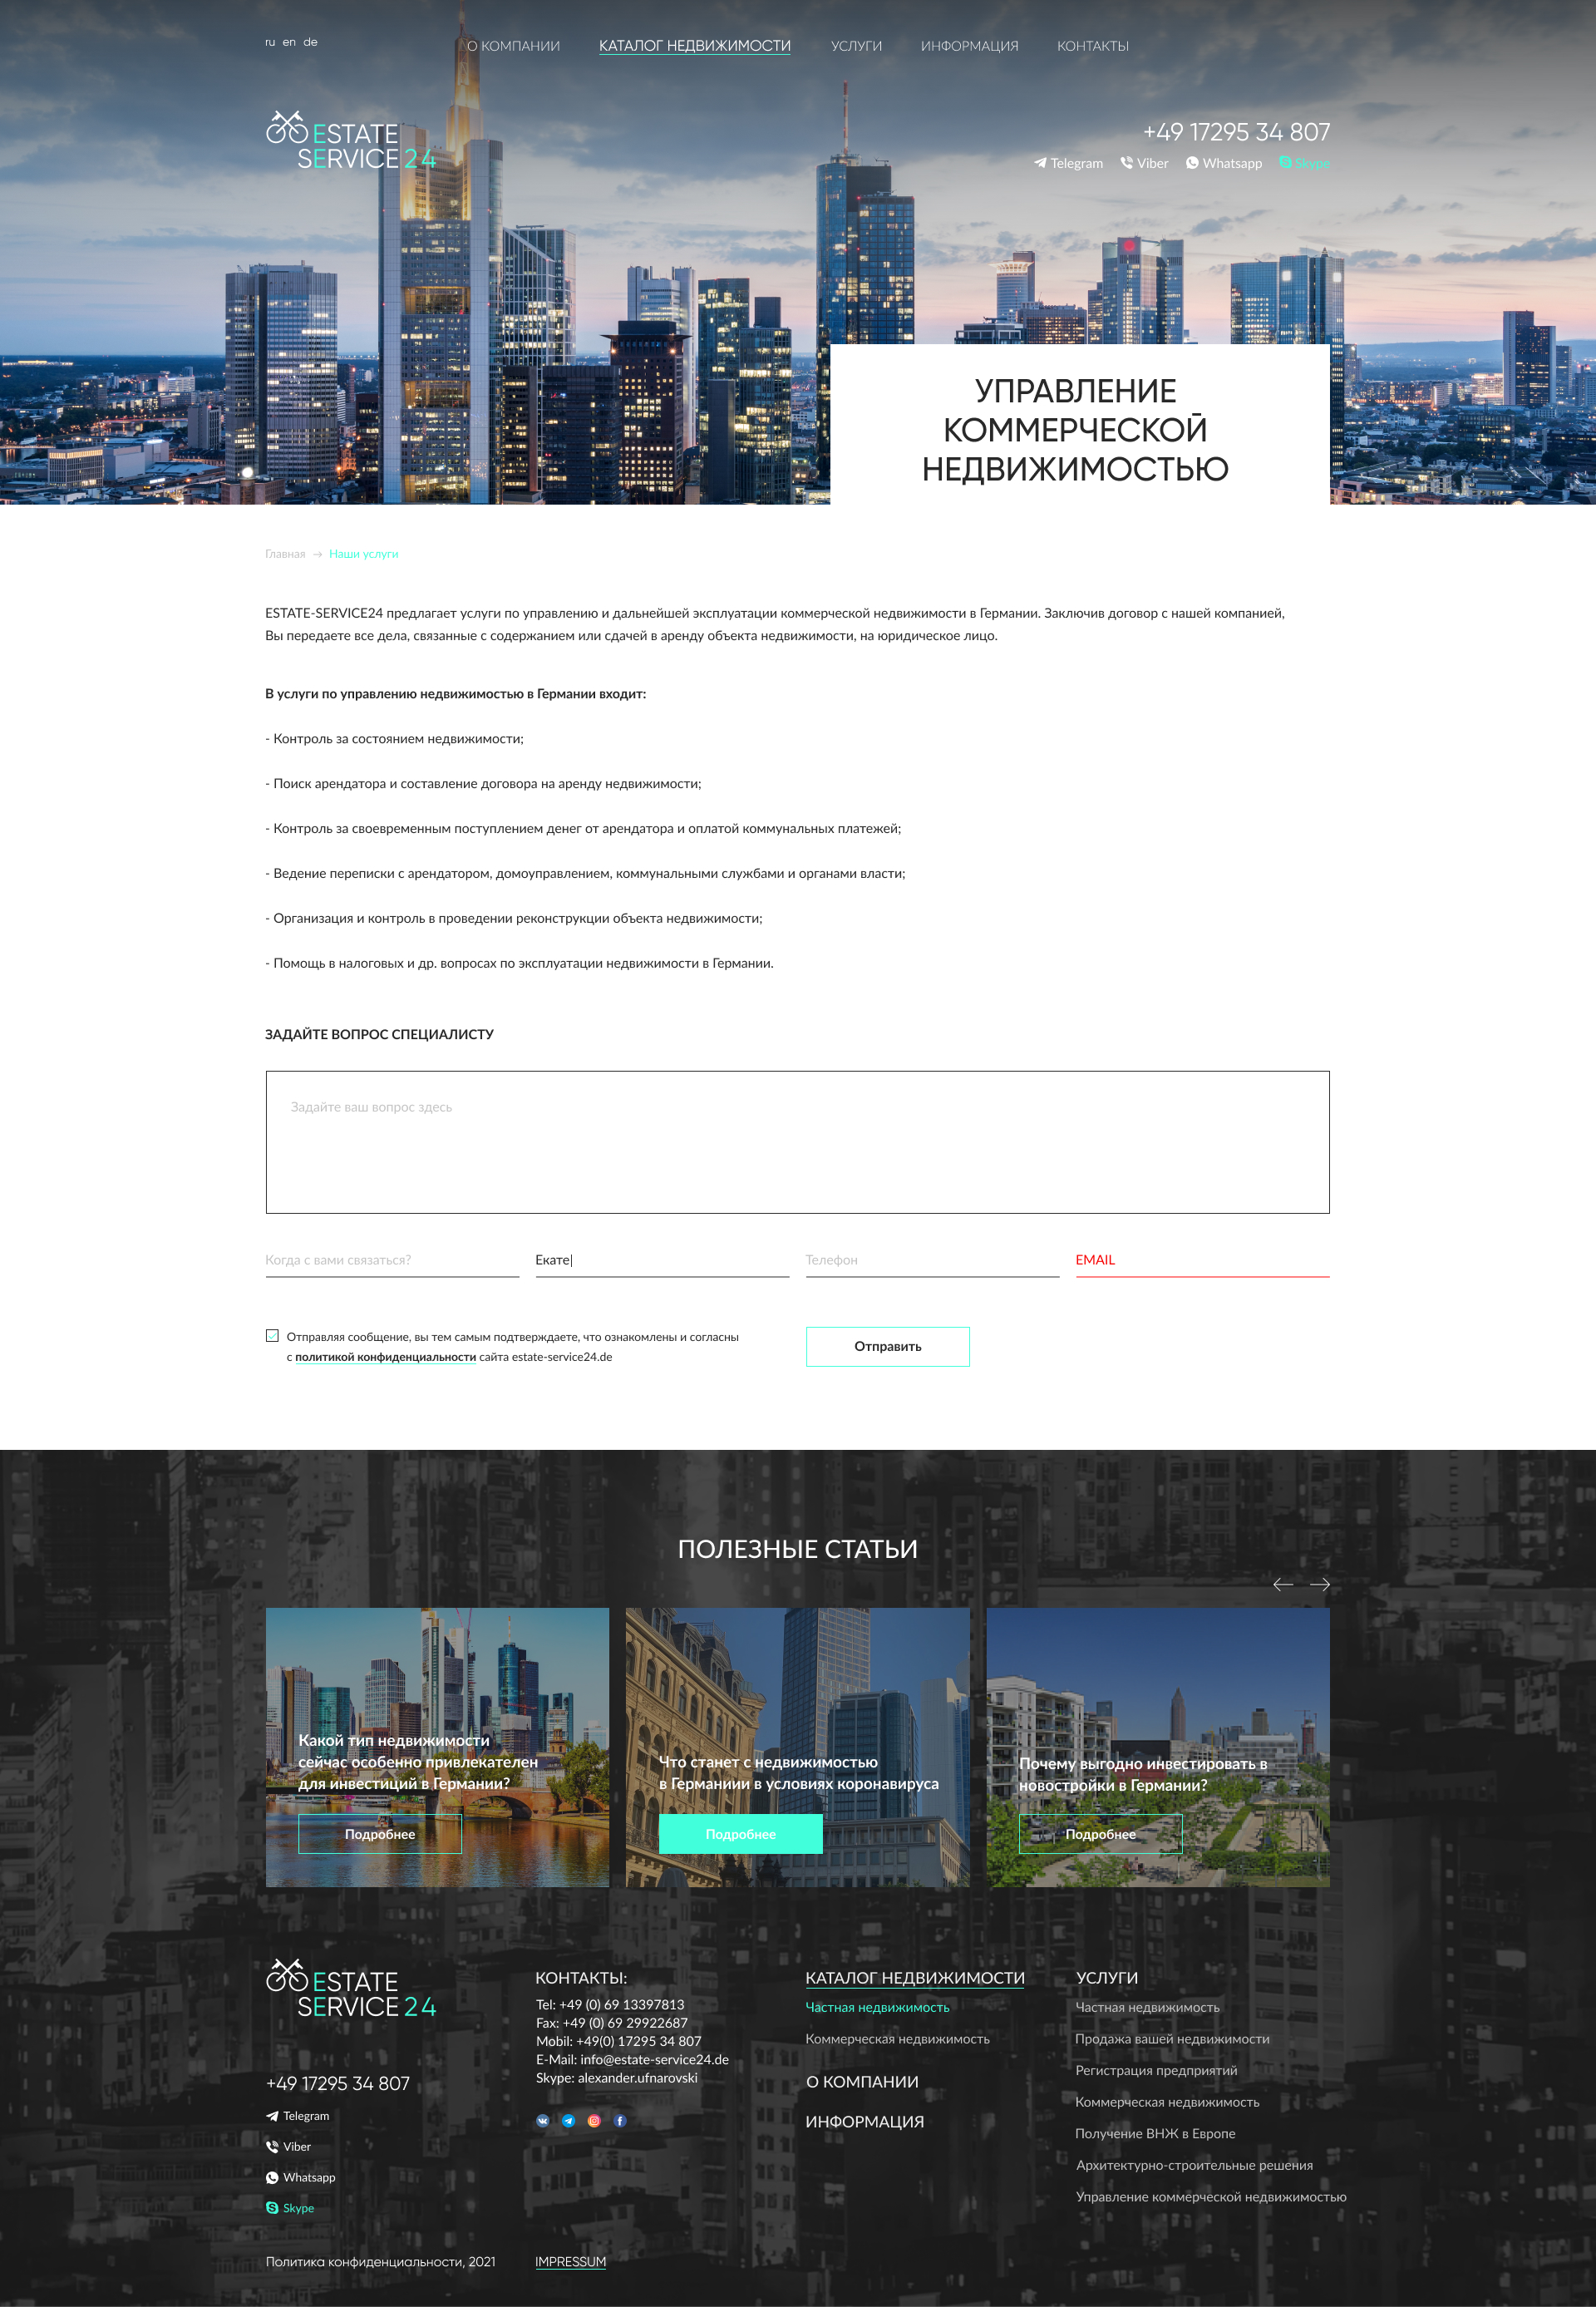 ru en de
О КОМПАНИИ КАТАЛОГ НЕДВИЖИМОСТИ УСЛУГИ ИНФОРМАЦИЯ КОНТАКТЫ
ESTATE
SERVICE 24
+49 17295 34 807
Telegram Viber Whatsapp Skype
УПРАВЛЕНИЕ
КОММЕРЧЕСКОЙ
НЕДВИЖИМОСТЬЮ
Главная → Наши услуги
ESTATE-SERVICE24 предлагает услуги по управлению и дальнейшей эксплуатации коммерческой недвижимости в Германии. Заключив договор с нашей компанией,
Вы передаете все дела, связанные с содержанием или сдачей в аренду объекта недвижимости, на юридическое лицо.
В услуги по управлению недвижимостью в Германии входит:
- Контроль за состоянием недвижимости;
- Поиск арендатора и составление договора на аренду недвижимости;
- Контроль за своевременным поступлением денег от арендатора и оплатой коммунальных платежей;
- Ведение переписки с арендатором, домоуправлением, коммунальными службами и органами власти;
- Организация и контроль в проведении реконструкции объекта недвижимости;
- Помощь в налоговых и др. вопросах по эксплуатации недвижимости в Германии.
ЗАДАЙТЕ ВОПРОС СПЕЦИАЛИСТУ
Задайте ваш вопрос здесь
Когда с вами связаться? Екате| Телефон EMAIL
Отправляя сообщение, вы тем самым подтверждаете, что ознакомлены и согласны
с политикой конфиденциальности сайта estate-service24.de
Отправить
ПОЛЕЗНЫЕ СТАТЬИ
Какой тип недвижимости
сейчас особенно привлекателен
для инвестиций в Германии?
Подробнее
Что станет с недвижимостью
в Германиии в условиях коронавируса
Подробнее
Почему выгодно инвестировать в
новостройки в Германии?
Подробнее
ESTATE
SERVICE 24
+49 17295 34 807
Telegram
Viber
Whatsapp
Skype
КОНТАКТЫ:
Tel: +49 (0) 69 13397813
Fax: +49 (0) 69 29922687
Mobil: +49(0) 17295 34 807
E-Mail: info@estate-service24.de
Skype: alexander.ufnarovski
КАТАЛОГ НЕДВИЖИМОСТИ
Частная недвижимость
Коммерческая недвижимость
О КОМПАНИИ
ИНФОРМАЦИЯ
УСЛУГИ
Частная недвижимость
Продажа вашей недвижимости
Регистрация предприятий
Коммерческая недвижимость
Получение ВНЖ в Европе
Архитектурно-строительные решения
Управление коммерческой недвижимостью
Политика конфиденциальности, 2021
IMPRESSUM